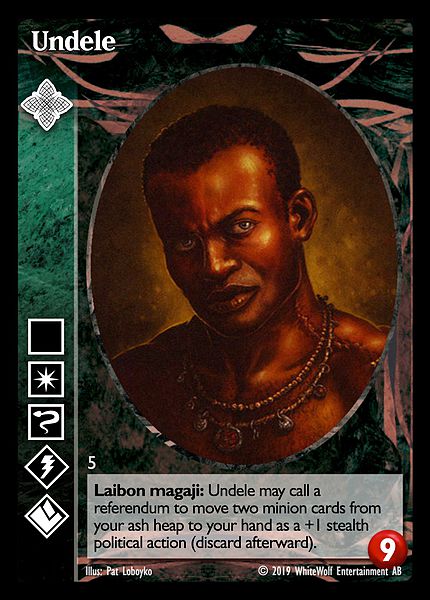 Undele
5
Laibon magaji: Undele may call a
referendum to move two minion cards from
your ash heap to your hand as a +1 stealth
political action (discard afterward).
9
Illus: Pat Loboyko © 2019 WhiteWolf Entertainment AB